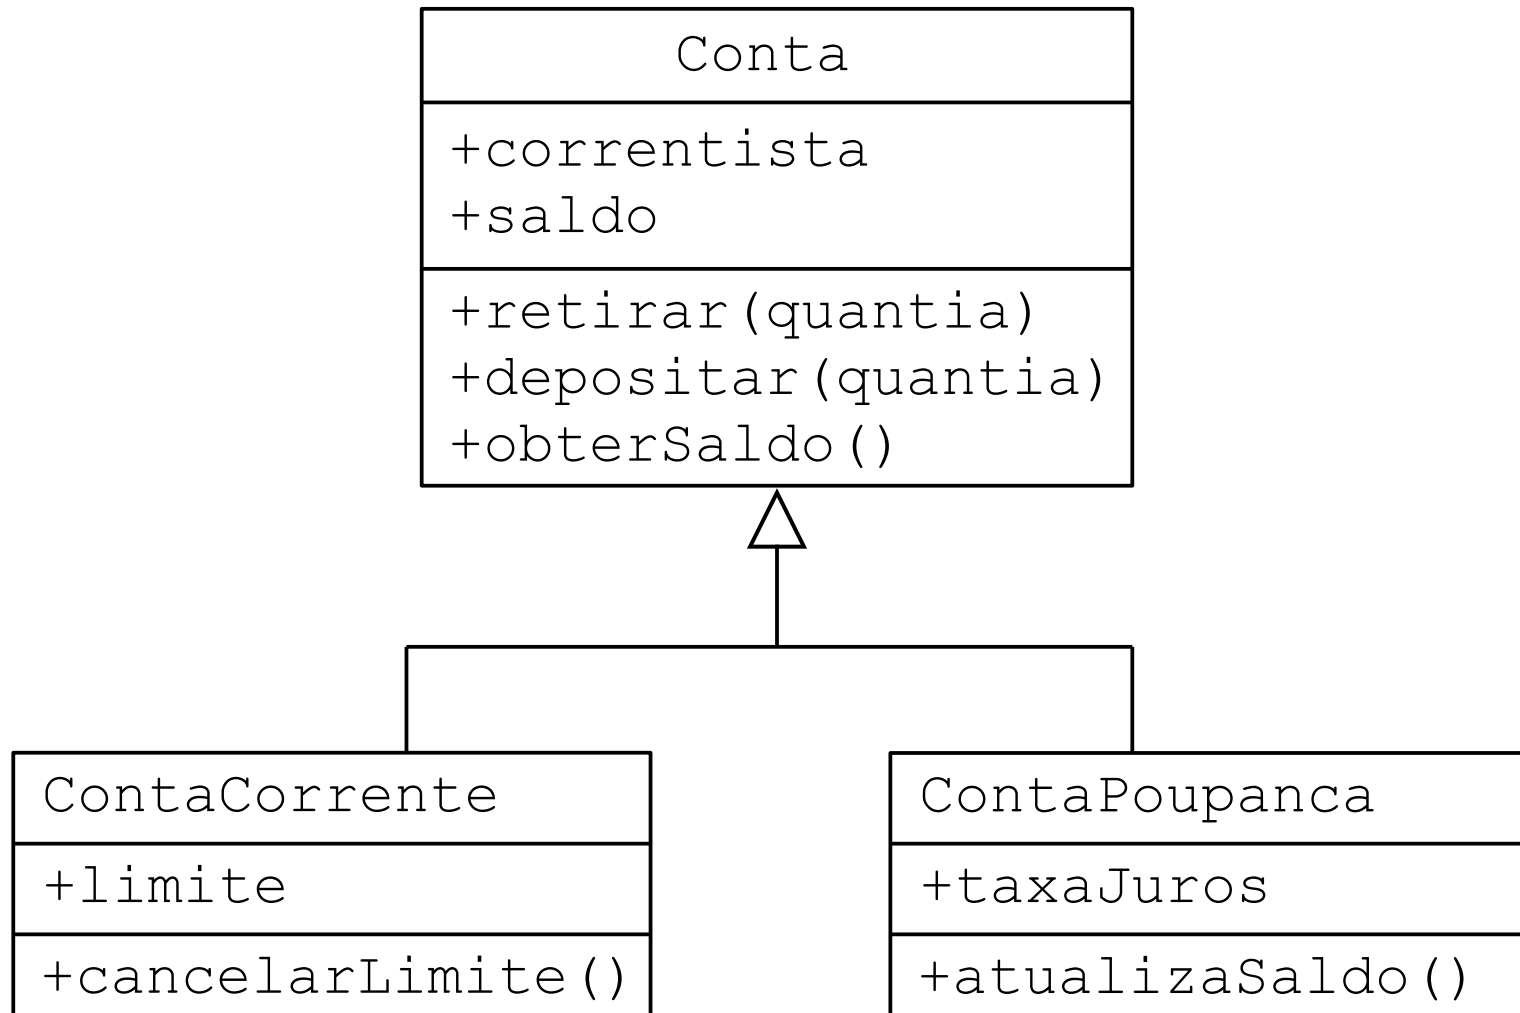 Conta
+correntista
+saldo
+retirar(quantia)
+depositar(quantia)
+obterSaldo()
ContaCorrente
+limite
+cancelarLimite()
ContaPoupanca
+taxaJuros
+atualizaSaldo()